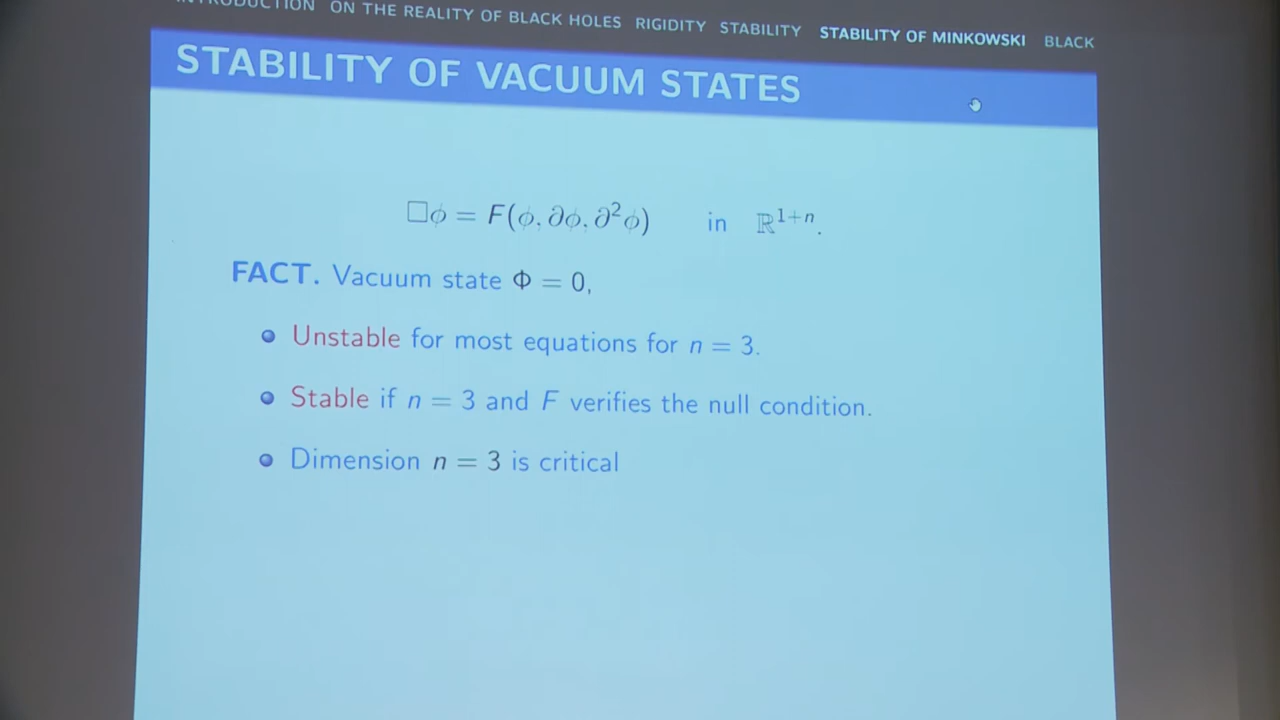 INTRODUCTION ON THE REALITY OF BLACK HOLES RIGIDITY STABILITY STABILITY OF MINKOWSKI BLACK
STABILITY OF VACUUM STATES
□ϕ = F(ϕ, ∂ϕ, ∂²ϕ) in ℝ¹⁺ⁿ.
FACT. Vacuum state Φ = 0,
Unstable for most equations for n = 3.
Stable if n = 3 and F verifies the null condition.
Dimension n = 3 is critical